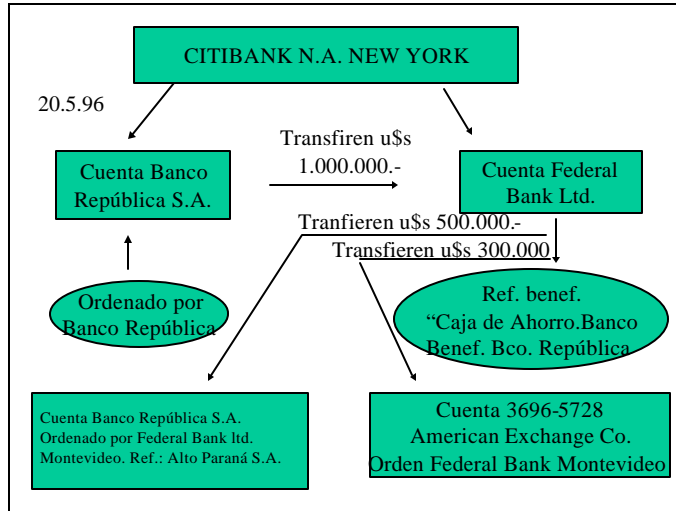 CITIBANK N.A. NEW YORK
20.5.96
Transfiren u$s
1.000.000.-
Cuenta Banco
República S.A.
Cuenta Federal
Bank Ltd.
Tranfieren u$s 500.000.-
Transfieren u$s 300.000
Ordenado por
Banco República
Ref. benef.
“Caja de Ahorro.Banco
Benef. Bco. República
Cuenta Banco República S.A.
Ordenado por Federal Bank ltd.
Montevideo. Ref.: Alto Paraná S.A.
Cuenta 3696-5728
American Exchange Co.
Orden Federal Bank Montevideo